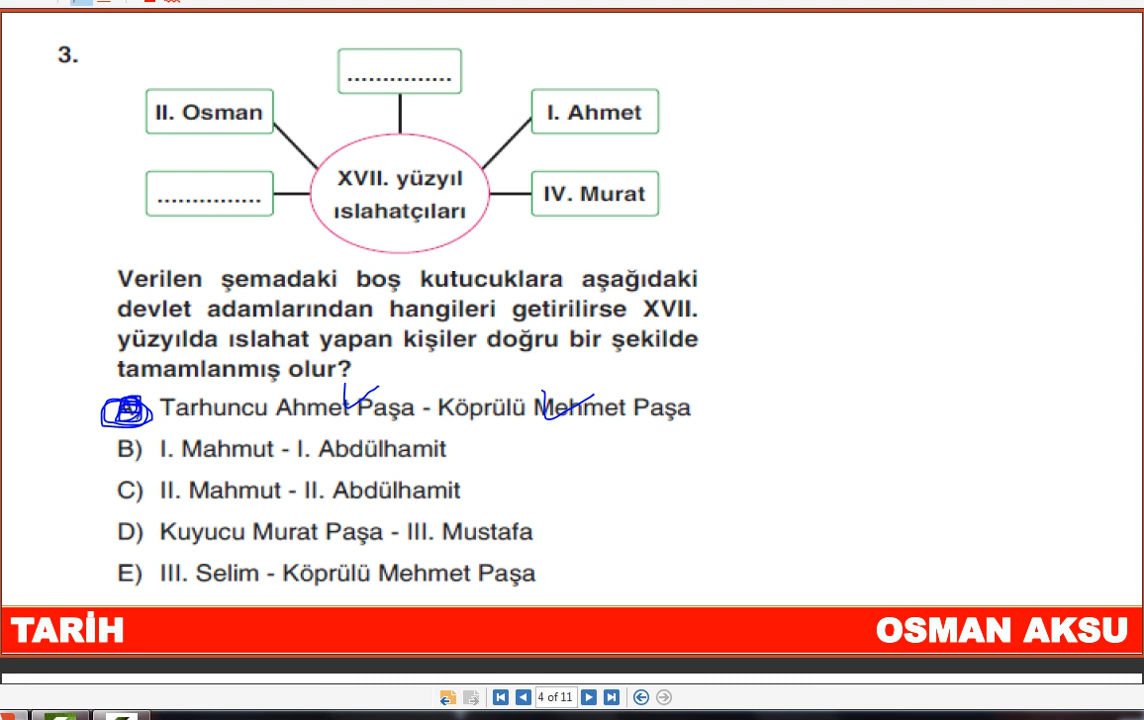 3.
...............
II. Osman
I. Ahmet
XVII. yüzyıl
ıslahatçıları
...............
IV. Murat
Verilen şemadaki boş kutucuklara aşağıdaki
devlet adamlarından hangileri getirilirse XVII.
yüzyılda ıslahat yapan kişiler doğru bir şekilde
tamamlanmış olur?
Tarhuncu Ahmet Paşa - Köprülü Mehmet Paşa
B) I. Mahmut - I. Abdülhamit
C) II. Mahmut - II. Abdülhamit
D) Kuyucu Murat Paşa - III. Mustafa
E) III. Selim - Köprülü Mehmet Paşa
TARİH
OSMAN AKSU
4 of 11